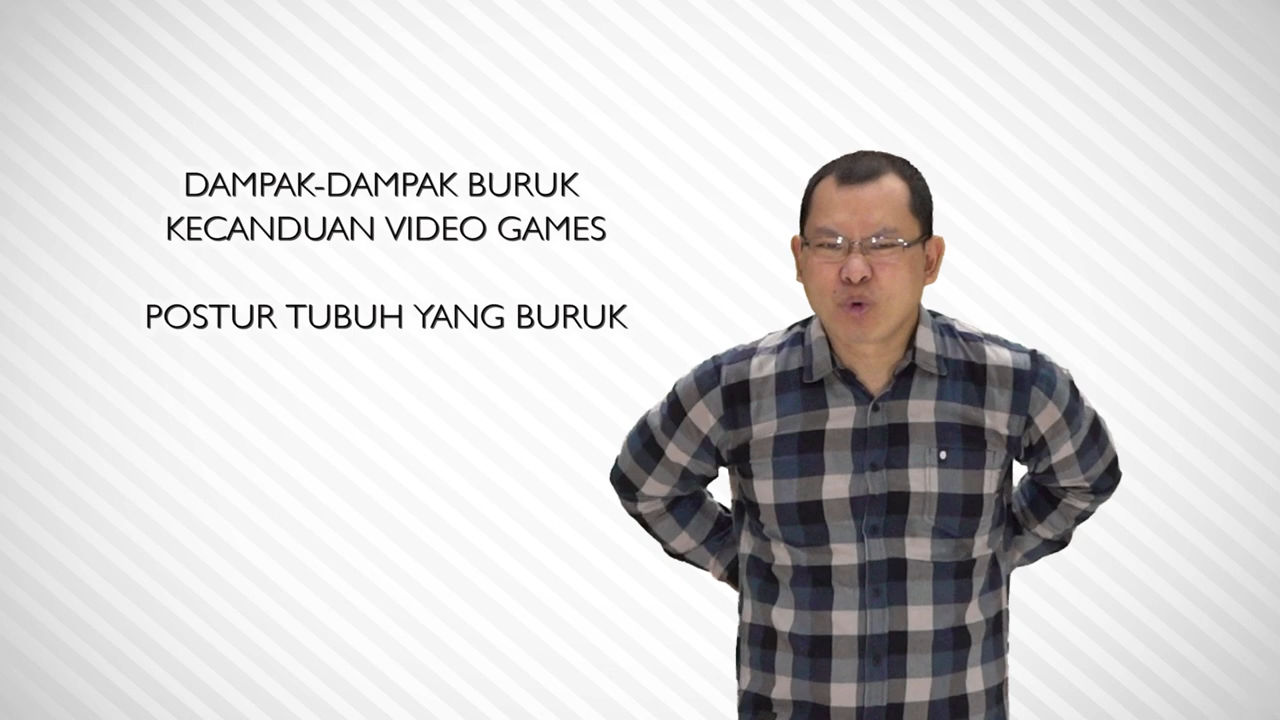 DAMPAK-DAMPAK BURUK
KECANDUAN VIDEO GAMES
POSTUR TUBUH YANG BURUK